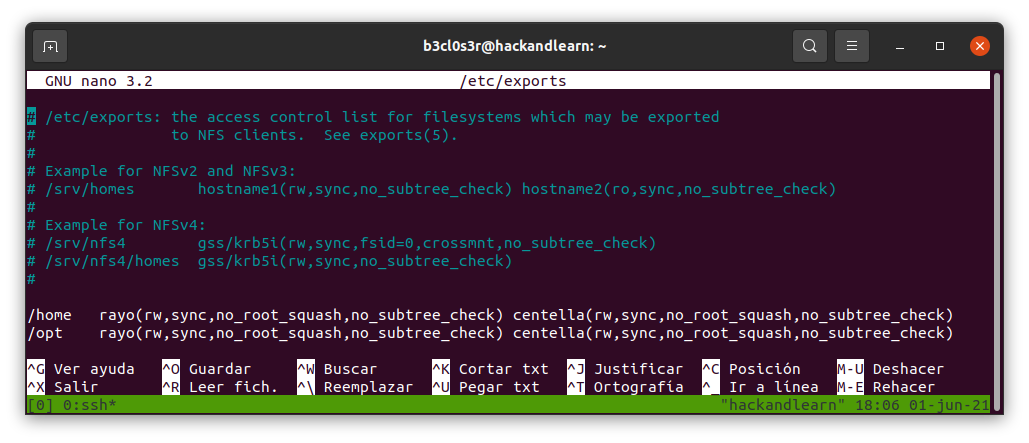 b3cl0s3r@hackandlearn: ~
GNU nano 3.2 /etc/exports
# /etc/exports: the access control list for filesystems which may be exported
# to NFS clients. See exports(5).
#
# Example for NFSv2 and NFSv3:
# /srv/homes hostname1(rw,sync,no_subtree_check) hostname2(ro,sync,no_subtree_check)
#
# Example for NFSv4:
# /srv/nfs4 gss/krb5i(rw,sync,fsid=0,crossmnt,no_subtree_check)
# /srv/nfs4/homes gss/krb5i(rw,sync,no_subtree_check)
#
/home rayo(rw,sync,no_root_squash,no_subtree_check) centella(rw,sync,no_root_squash,no_subtree_check)
/opt rayo(rw,sync,no_root_squash,no_subtree_check) centella(rw,sync,no_root_squash,no_subtree_check)
^G Ver ayuda ^O Guardar ^W Buscar ^K Cortar txt ^J Justificar ^C Posición M-U Deshacer
^X Salir ^R Leer fich. ^\ Reemplazar ^U Pegar txt ^T Ortografía ^_ Ir a línea M-E Rehacer
[0] 0:ssh* "hackandlearn" 18:06 01-jun-21